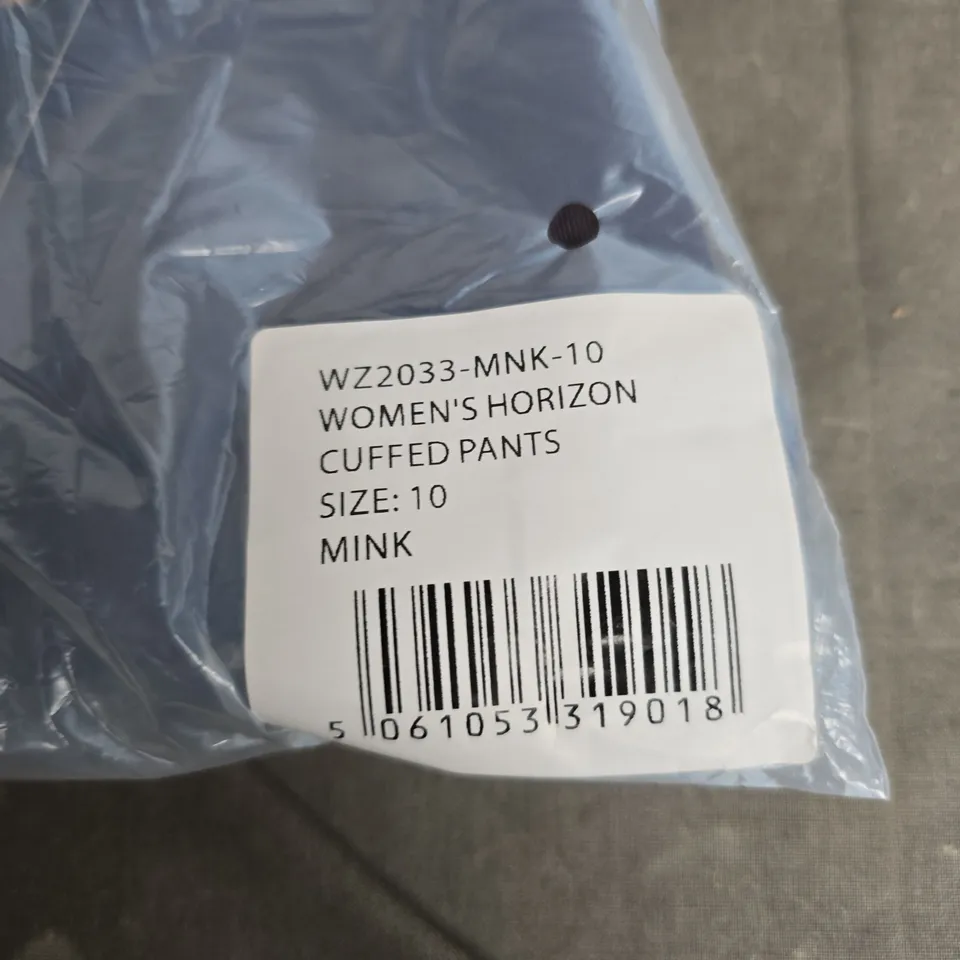 WZ2033-MNK-10
WOMEN'S HORIZON
CUFFED PANTS
SIZE: 10
MINK
5 061053 319018